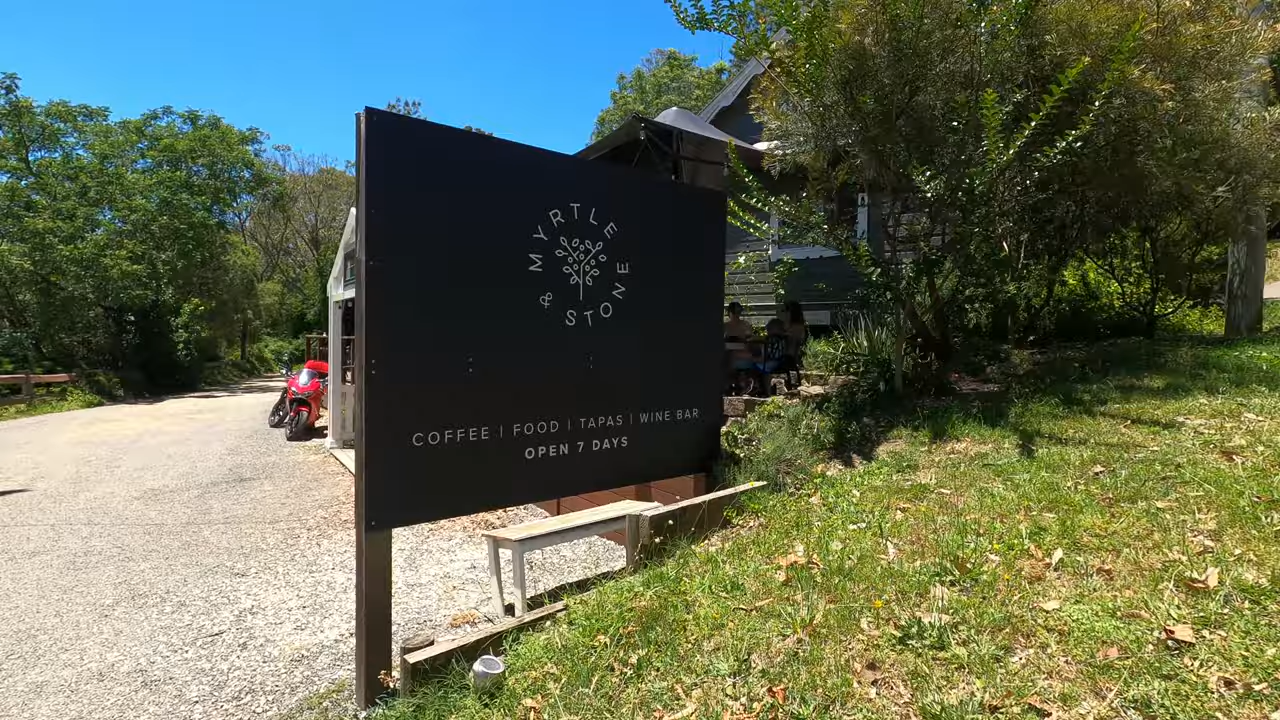 MYRTLE
& STONE
COFFEE | FOOD | TAPAS | WINE BAR
OPEN 7 DAYS